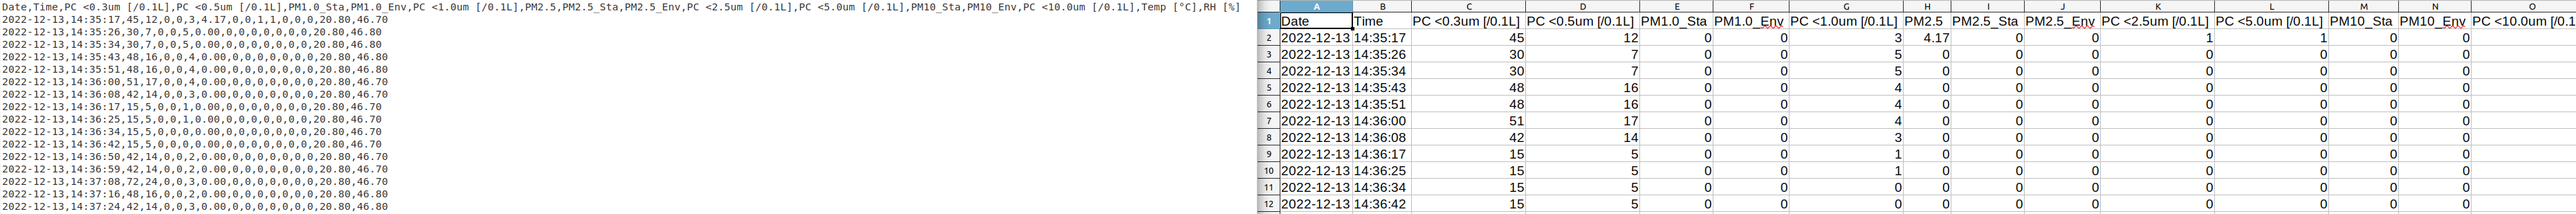 Date,Time,PC <0.3um [/0.1L],PC <0.5um [/0.1L],PM1.0_Sta,PM1.0_Env,PC <1.0um [/0.1L],PM2.5,PM2.5_Sta,PM2.5_Env,PC <2.5um [/0.1L],PC <5.0um [/0.1L],PM10_Sta,PM10_Env,PC <10.0um [/0.1L],Temp [°C],RH [%]
2022-12-13,14:35:17,45,12,0,0,3,4.17,0,0,1,1,0,0,0,20.80,46.70
2022-12-13,14:35:26,30,7,0,0,5,0.00,0,0,0,0,0,0,0,20.80,46.80
2022-12-13,14:35:34,30,7,0,0,5,0.00,0,0,0,0,0,0,0,20.80,46.80
2022-12-13,14:35:43,48,16,0,0,4,0.00,0,0,0,0,0,0,0,20.80,46.80
2022-12-13,14:35:51,48,16,0,0,4,0.00,0,0,0,0,0,0,0,20.80,46.80
2022-12-13,14:36:00,51,17,0,0,4,0.00,0,0,0,0,0,0,0,20.80,46.70
2022-12-13,14:36:08,42,14,0,0,3,0.00,0,0,0,0,0,0,0,20.80,46.70
2022-12-13,14:36:17,15,5,0,0,1,0.00,0,0,0,0,0,0,0,20.80,46.70
2022-12-13,14:36:25,15,5,0,0,1,0.00,0,0,0,0,0,0,0,20.80,46.70
2022-12-13,14:36:34,15,5,0,0,0,0.00,0,0,0,0,0,0,0,20.80,46.70
2022-12-13,14:36:42,15,5,0,0,0,0.00,0,0,0,0,0,0,0,20.80,46.70
2022-12-13,14:36:50,42,14,0,0,2,0.00,0,0,0,0,0,0,0,20.80,46.70
2022-12-13,14:36:59,42,14,0,0,2,0.00,0,0,0,0,0,0,0,20.80,46.70
2022-12-13,14:37:08,72,24,0,0,3,0.00,0,0,0,0,0,0,0,20.80,46.70
2022-12-13,14:37:16,48,16,0,0,2,0.00,0,0,0,0,0,0,0,20.80,46.80
2022-12-13,14:37:24,42,14,0,0,3,0.00,0,0,0,0,0,0,0,20.80,46.80
A B C D E F G H I J K L M N O
1 Date Time PC <0.3um [/0.1L] PC <0.5um [/0.1L] PM1.0_Sta PM1.0_Env PC <1.0um [/0.1L] PM2.5 PM2.5_Sta PM2.5_Env PC <2.5um [/0.1L] PC <5.0um [/0.1L] PM10_Sta PM10_Env PC <10.0um [/0.1
2 2022-12-13 14:35:17 45 12 0 0 3 4.17 0 0 1 1 0 0
3 2022-12-13 14:35:26 30 7 0 0 5 0 0 0 0 0 0 0
4 2022-12-13 14:35:34 30 7 0 0 5 0 0 0 0 0 0 0
5 2022-12-13 14:35:43 48 16 0 0 4 0 0 0 0 0 0 0
6 2022-12-13 14:35:51 48 16 0 0 4 0 0 0 0 0 0 0
7 2022-12-13 14:36:00 51 17 0 0 4 0 0 0 0 0 0 0
8 2022-12-13 14:36:08 42 14 0 0 3 0 0 0 0 0 0 0
9 2022-12-13 14:36:17 15 5 0 0 1 0 0 0 0 0 0 0
10 2022-12-13 14:36:25 15 5 0 0 1 0 0 0 0 0 0 0
11 2022-12-13 14:36:34 15 5 0 0 0 0 0 0 0 0 0 0
12 2022-12-13 14:36:42 15 5 0 0 0 0 0 0 0 0 0 0